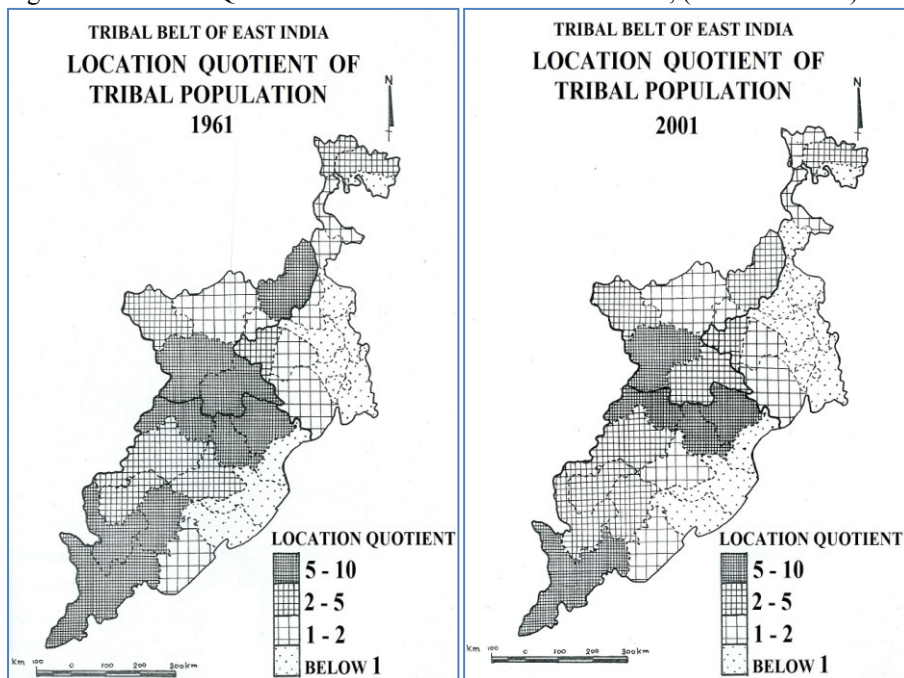 TRIBAL BELT OF EAST INDIA
LOCATION QUOTIENT OF
TRIBAL POPULATION
1961
N
LOCATION QUOTIENT
5 - 10
2 - 5
1 - 2
BELOW 1
km 100 0 100 200 300km
TRIBAL BELT OF EAST INDIA
LOCATION QUOTIENT OF
TRIBAL POPULATION
2001
N
LOCATION QUOTIENT
5 - 10
2 - 5
1 - 2
BELOW 1
km 100 0 100 200 300km